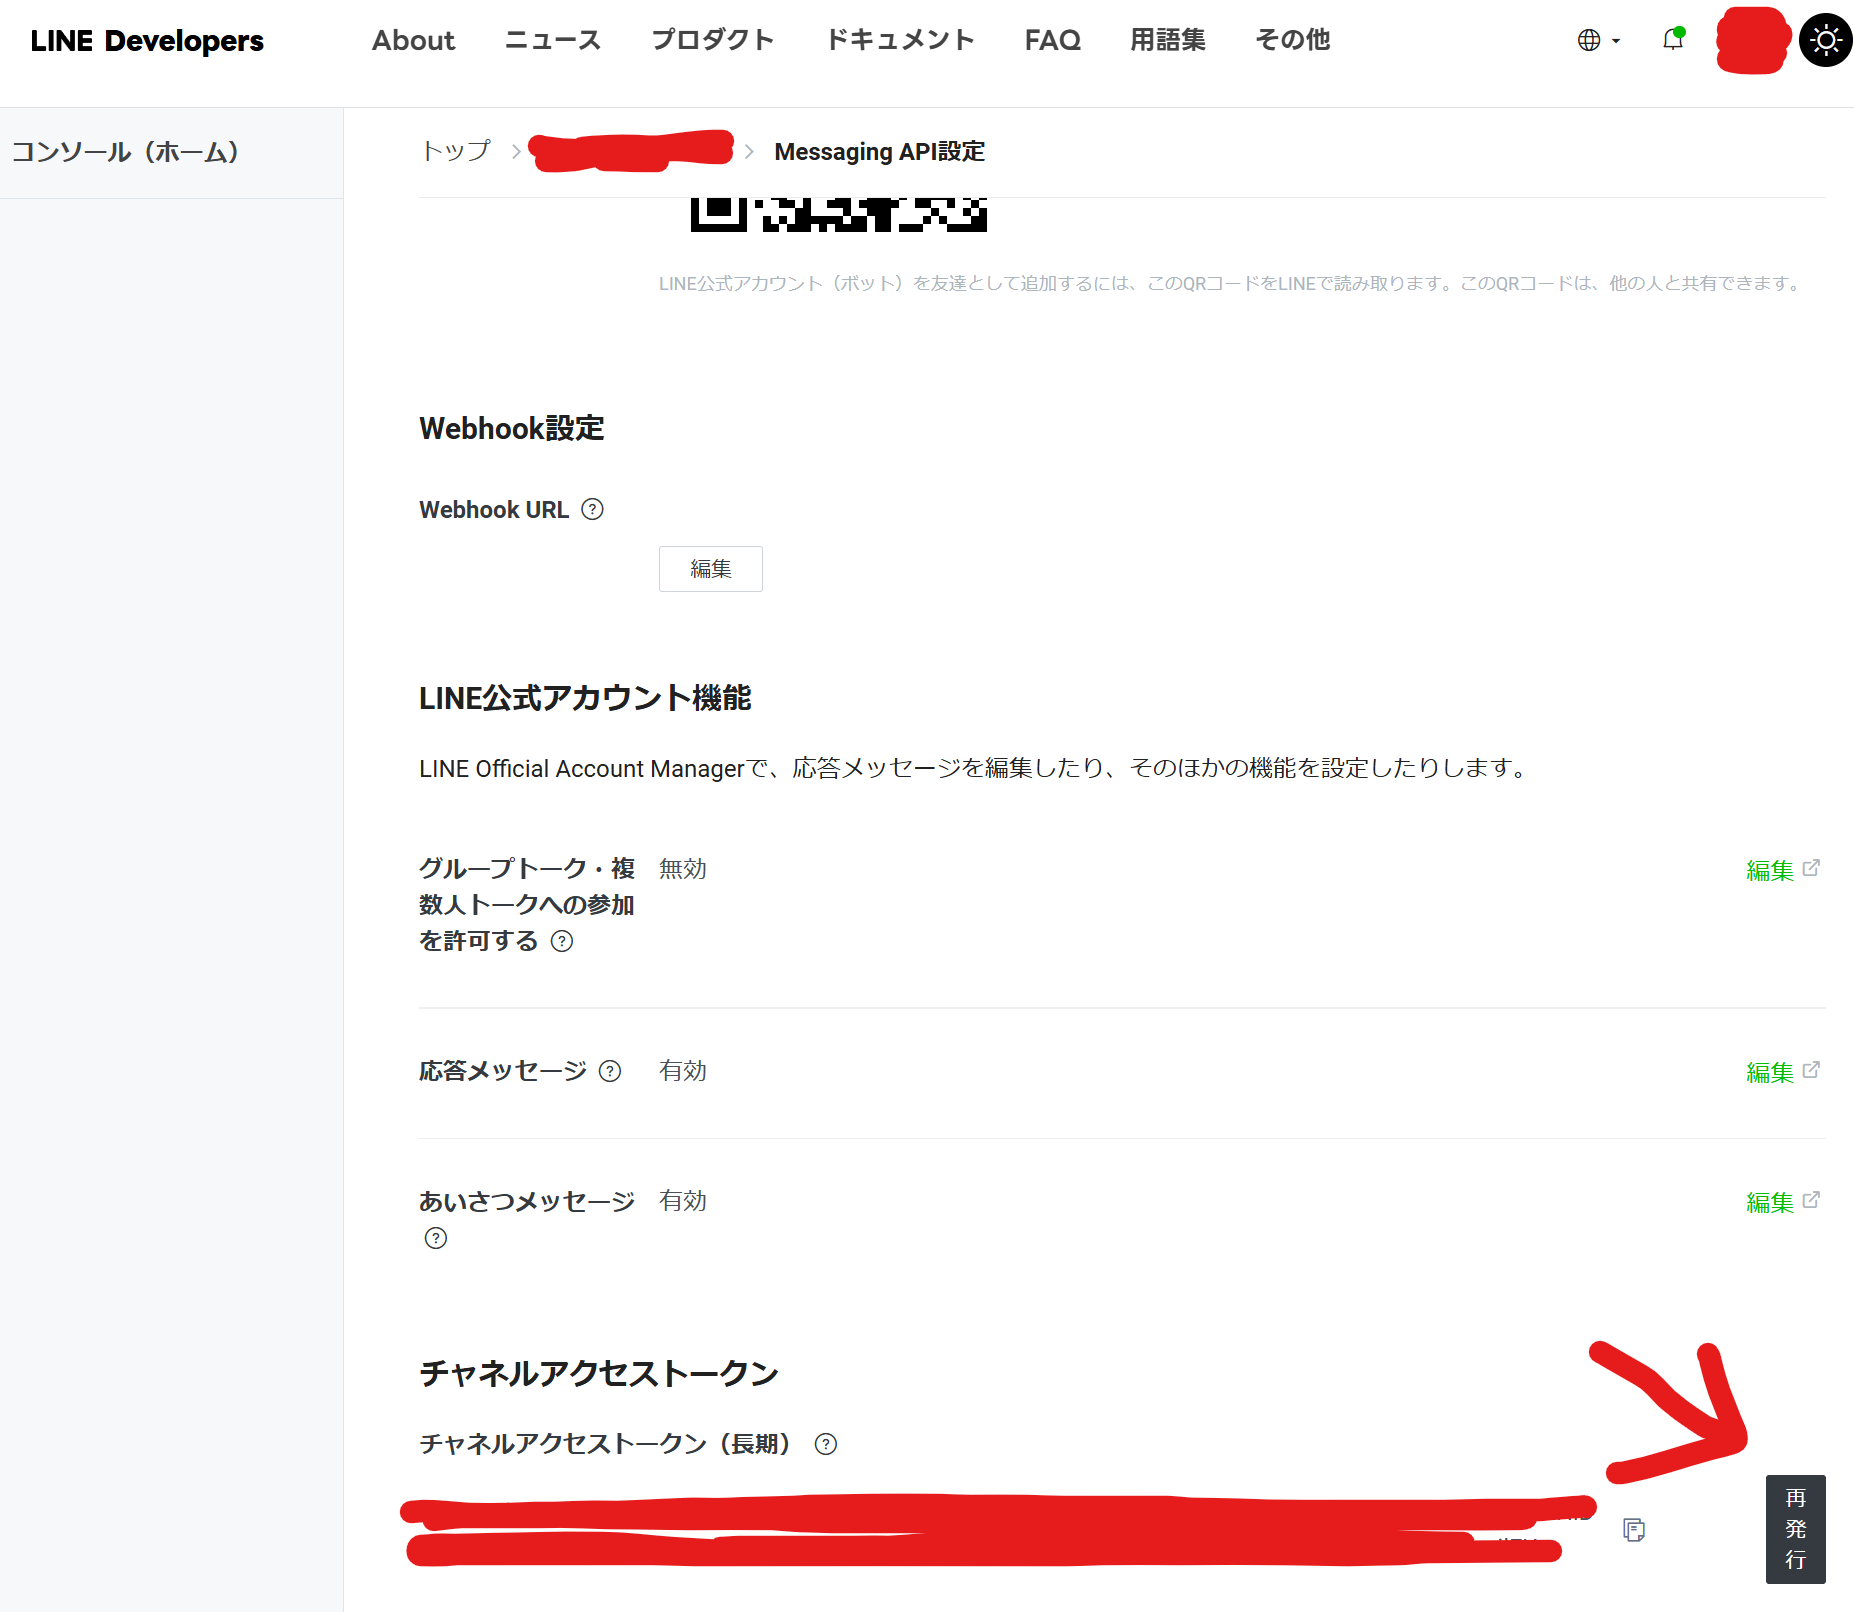 LINE Developers
About
ニュース
プロダクト
ドキュメント
FAQ
用語集
その他
コンソール（ホーム）
トップ
Messaging API設定
LINE公式アカウント（ボット）を友達として追加するには、このQRコードをLINEで読み取ります。このQRコードは、他の人と共有できます。
Webhook設定
Webhook URL
編集
LINE公式アカウント機能
LINE Official Account Managerで、応答メッセージを編集したり、そのほかの機能を設定したりします。
グループトーク・複
数人トークへの参加
を許可する
無効
編集
応答メッセージ
有効
編集
あいさつメッセージ
有効
編集
チャネルアクセストークン
チャネルアクセストークン（長期）
再
発
行